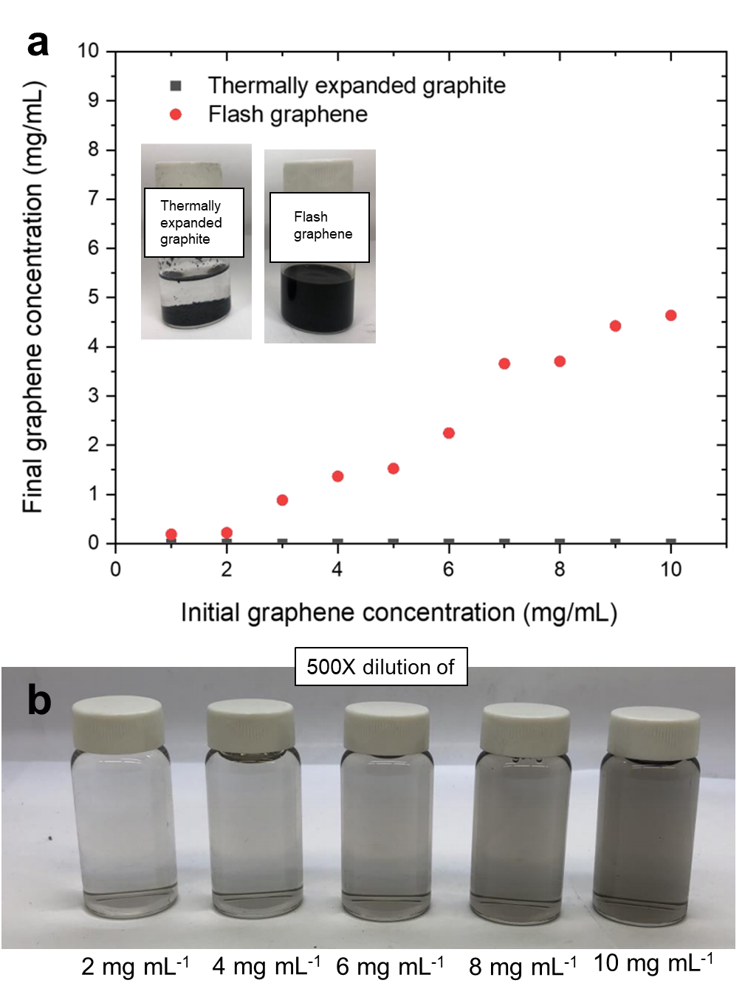 a
10
9
8
7
6
5
4
3
2
1
0
Final graphene concentration (mg/mL)
Thermally expanded graphite
Flash graphene
Thermally
expanded
graphite
Flash
graphene
0 2 4 6 8 10
Initial graphene concentration (mg/mL)
500X dilution of
b
2 mg mL⁻¹ 4 mg mL⁻¹ 6 mg mL⁻¹ 8 mg mL⁻¹ 10 mg mL⁻¹